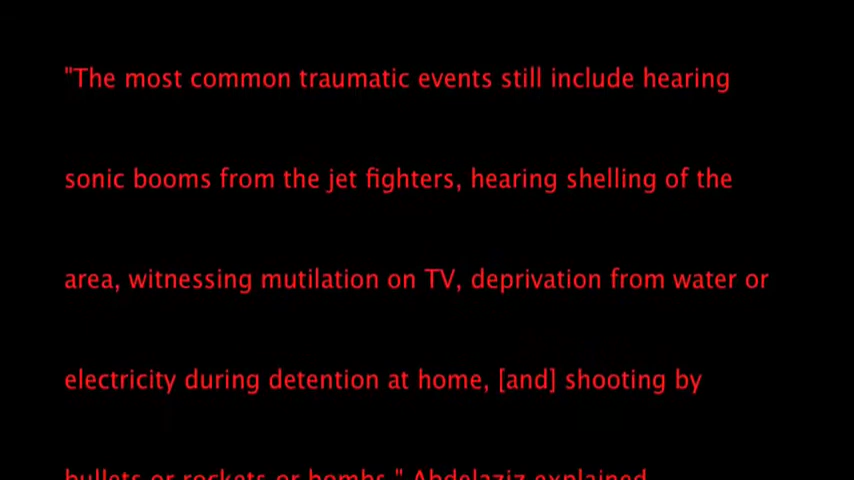 "The most common traumatic events still include hearing
sonic booms from the jet fighters, hearing shelling of the
area, witnessing mutilation on TV, deprivation from water or
electricity during detention at home, [and] shooting by
bullets or rockets or bombs," Abdelaziz explained